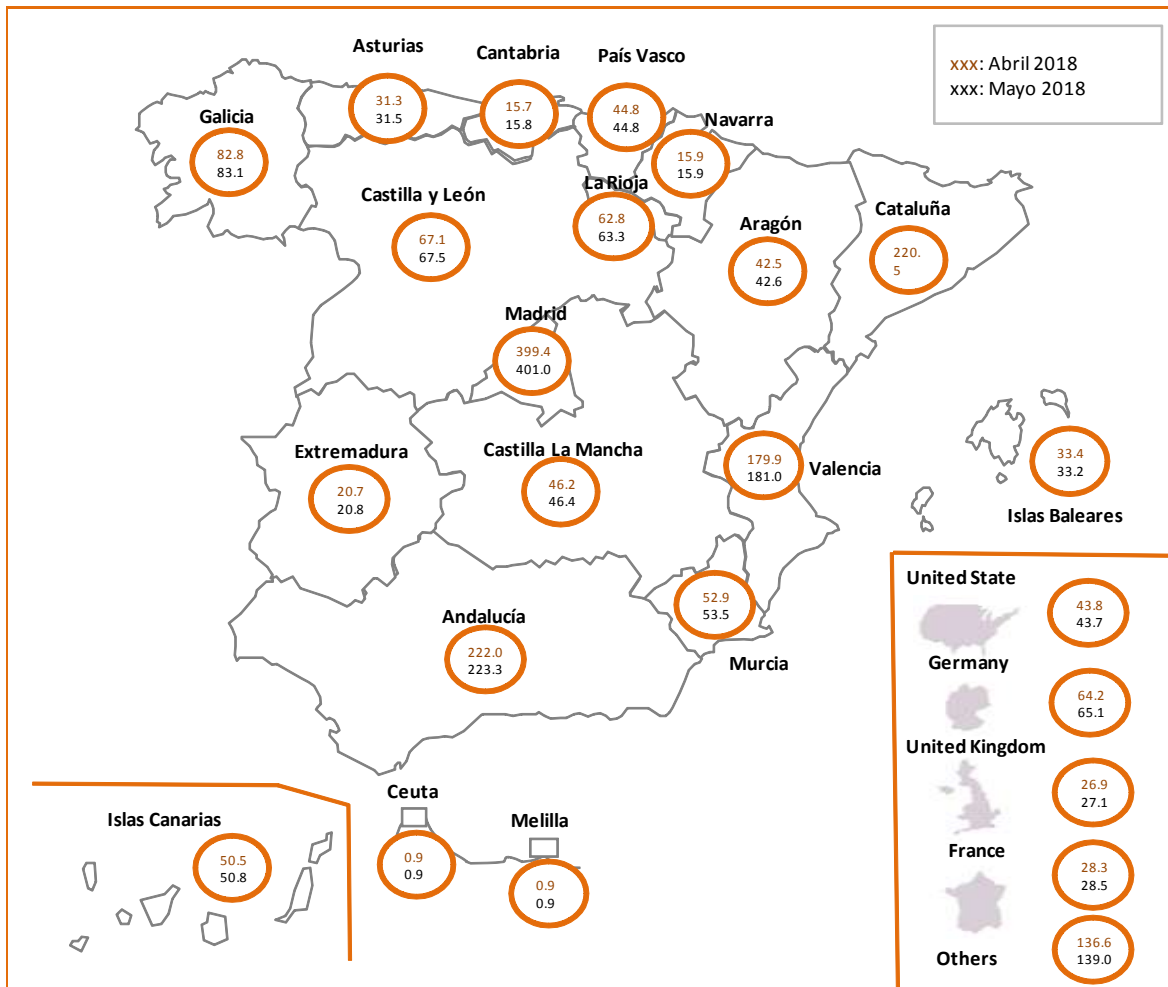 xxx: Abril 2018
xxx: Mayo 2018
Asturias
31.3
31.5
Cantabria
15.7
15.8
País Vasco
44.8
44.8
Galicia
82.8
83.1
Navarra
15.9
15.9
Castilla y León
67.1
67.5
La Rioja
62.8
63.3
Aragón
42.5
42.6
Cataluña
220.
5
Madrid
399.4
401.0
Extremadura
20.7
20.8
Castilla La Mancha
46.2
46.4
179.9
181.0
Valencia
33.4
33.2
Islas Baleares
Andalucía
222.0
223.3
52.9
53.5
Murcia
United State
43.8
43.7
Germany
64.2
65.1
United Kingdom
26.9
27.1
France
28.3
28.5
Others
136.6
139.0
Islas Canarias
50.5
50.8
Ceuta
0.9
0.9
Melilla
0.9
0.9